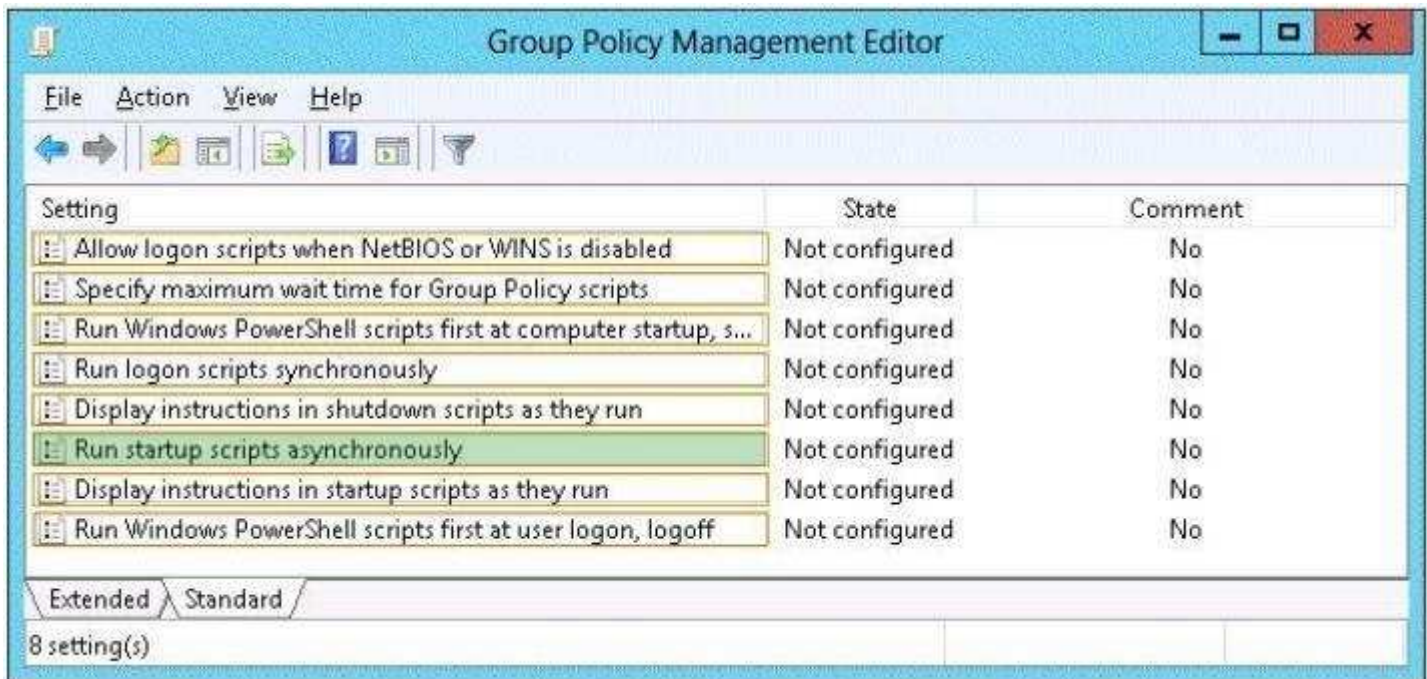 Group Policy Management Editor
File Action View Help
Setting State Comment
Allow logon scripts when NetBIOS or WINS is disabled Not configured No
Specify maximum wait time for Group Policy scripts Not configured No
Run Windows PowerShell scripts first at computer startup, s... Not configured No
Run logon scripts synchronously Not configured No
Display instructions in shutdown scripts as they run Not configured No
Run startup scripts asynchronously Not configured No
Display instructions in startup scripts as they run Not configured No
Run Windows PowerShell scripts first at user logon, logoff Not configured No
Extended Standard
8 setting(s)